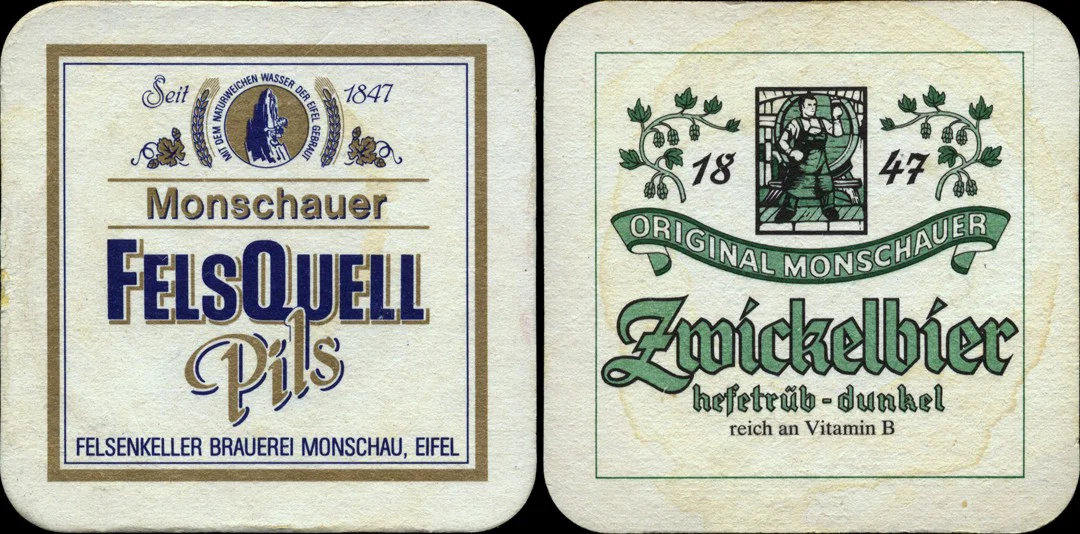 Seit 1847
MIT DEM NATURWEICHEN WASSER DER EIFEL GEBRAUT
Monschauer
FELSQUELL
Pils
FELSENKELLER BRAUEREI MONSCHAU, EIFEL
18 47
ORIGINAL MONSCHAUER
Zwickelbier
hefetrüb - dunkel
reich an Vitamin B